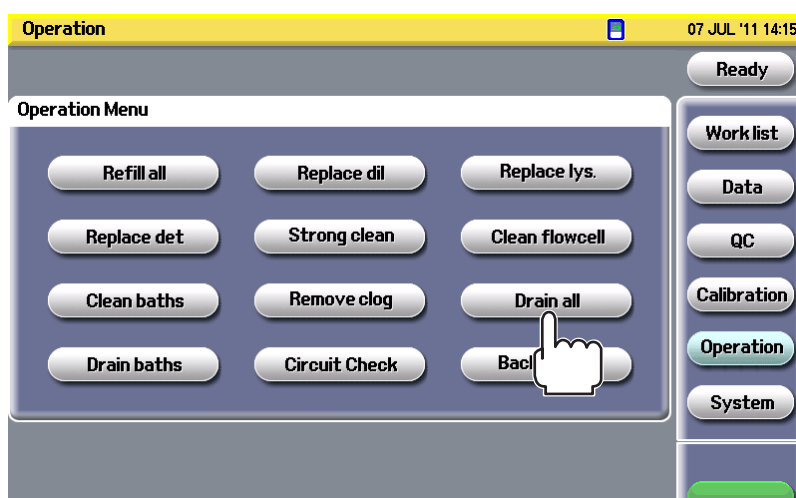 Operation
07 JUL '11 14:15
Ready
Operation Menu
Work list
Refill all
Replace dil
Replace lys.
Data
Replace det
Strong clean
Clean flowcell
QC
Clean baths
Remove clog
Drain all
Calibration
Drain baths
Circuit Check
Operation
System